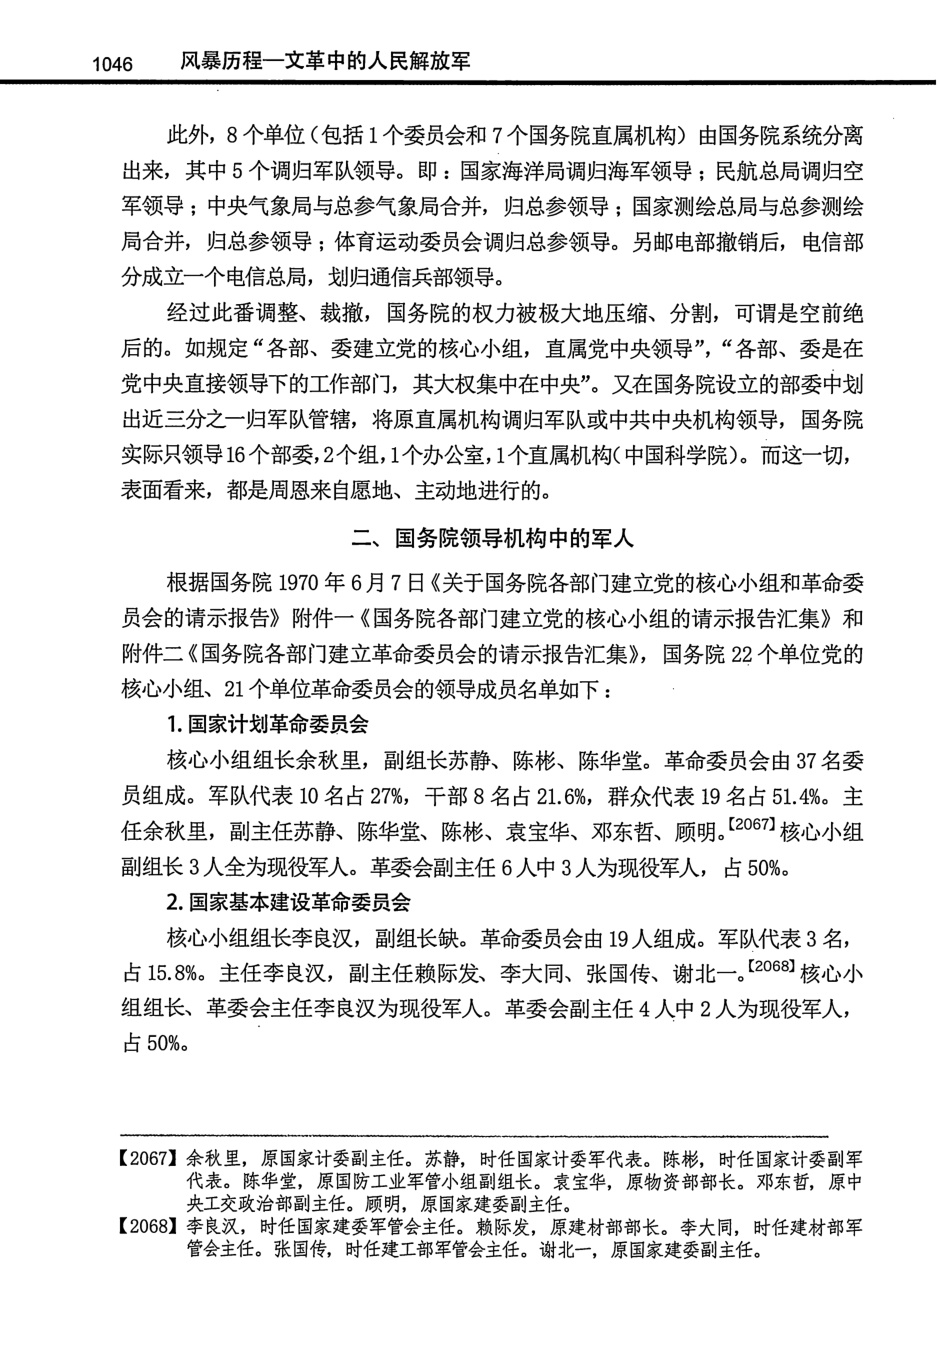 1046 风暴历程—文革中的人民解放军
此外，8个单位（包括1个委员会和7个国务院直属机构）由国务院系统分离
出来，其中5个调归军队领导。即：国家海洋局调归海军领导；民航总局调归空
军领导；中央气象局与总参气象局合并，归总参领导；国家测绘总局与总参测绘
局合并，归总参领导；体育运动委员会调归总参领导。另邮电部撤销后，电信部
分成立一个电信总局，划归通信兵部领导。
经过此番调整、裁撤，国务院的权力被极大地压缩、分割，可谓是空前绝
后的。如规定“各部、委建立党的核心小组，直属党中央领导”，“各部、委是在
党中央直接领导下的工作部门，其大权集中在中央”。又在国务院设立的部委中划
出近三分之一归军队管辖，将原直属机构调归军队或中共中央机构领导，国务院
实际只领导16个部委，2个组，1个办公室，1个直属机构（中国科学院）。而这一切，
表面看来，都是周恩来自愿地、主动地进行的。
二、国务院领导机构中的军人
根据国务院1970年6月7日《关于国务院各部门建立党的核心小组和革命委
员会的请示报告》附件一《国务院各部门建立党的核心小组的请示报告汇集》和
附件二《国务院各部门建立革命委员会的请示报告汇集》，国务院22个单位党的
核心小组、21个单位革命委员会的领导成员名单如下：
1. 国家计划革命委员会
核心小组组长余秋里，副组长苏静、陈彬、陈华堂。革命委员会由37名委
员组成。军队代表10名占27%，干部8名占21.6%，群众代表19名占51.4%。主
任余秋里，副主任苏静、陈华堂、陈彬、袁宝华、邓东哲、顾明。【2067】核心小组
副组长3人全为现役军人。革委会副主任6人中3人为现役军人，占50%。
2. 国家基本建设革命委员会
核心小组组长李良汉，副组长缺。革命委员会由19人组成。军队代表3名，
占15.8%。主任李良汉，副主任赖际发、李大同、张国传、谢北一。【2068】核心小
组组长、革委会主任李良汉为现役军人。革委会副主任4人中2人为现役军人，
占50%。
【2067】余秋里，原国家计委副主任。苏静，时任国家计委军代表。陈彬，时任国家计委副军
代表。陈华堂，原国防工业军管小组副组长。袁宝华，原物资部部长。邓东哲，原中
央工交政治部副主任。顾明，原国家建委副主任。
【2068】李良汉，时任国家建委军管会主任。赖际发，原建材部部长。李大同，时任建材部军
管会主任。张国传，时任建工部军管会主任。谢北一，原国家建委副主任。